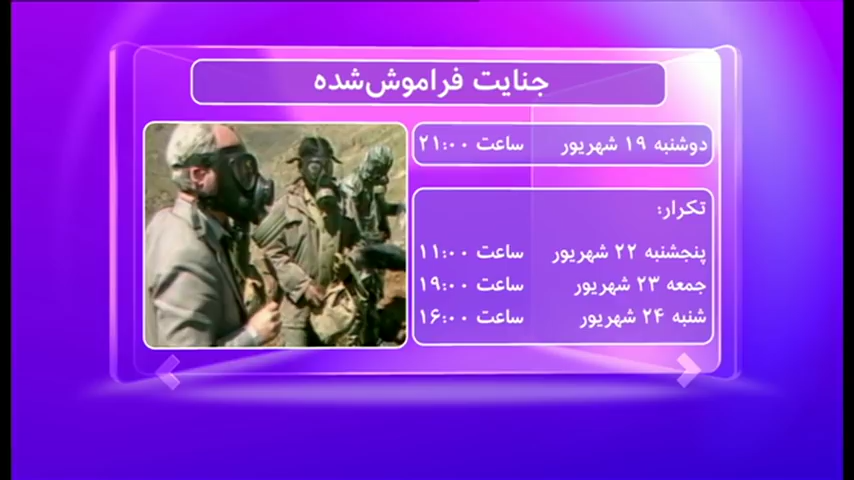 جنایت فراموش‌شده
دوشنبه ۱۹ شهریور ساعت ۲۱:۰۰
تکرار:
پنجشنبه ۲۲ شهریور ساعت ۱۱:۰۰
جمعه ۲۳ شهریور ساعت ۱۹:۰۰
شنبه ۲۴ شهریور ساعت ۱۶:۰۰